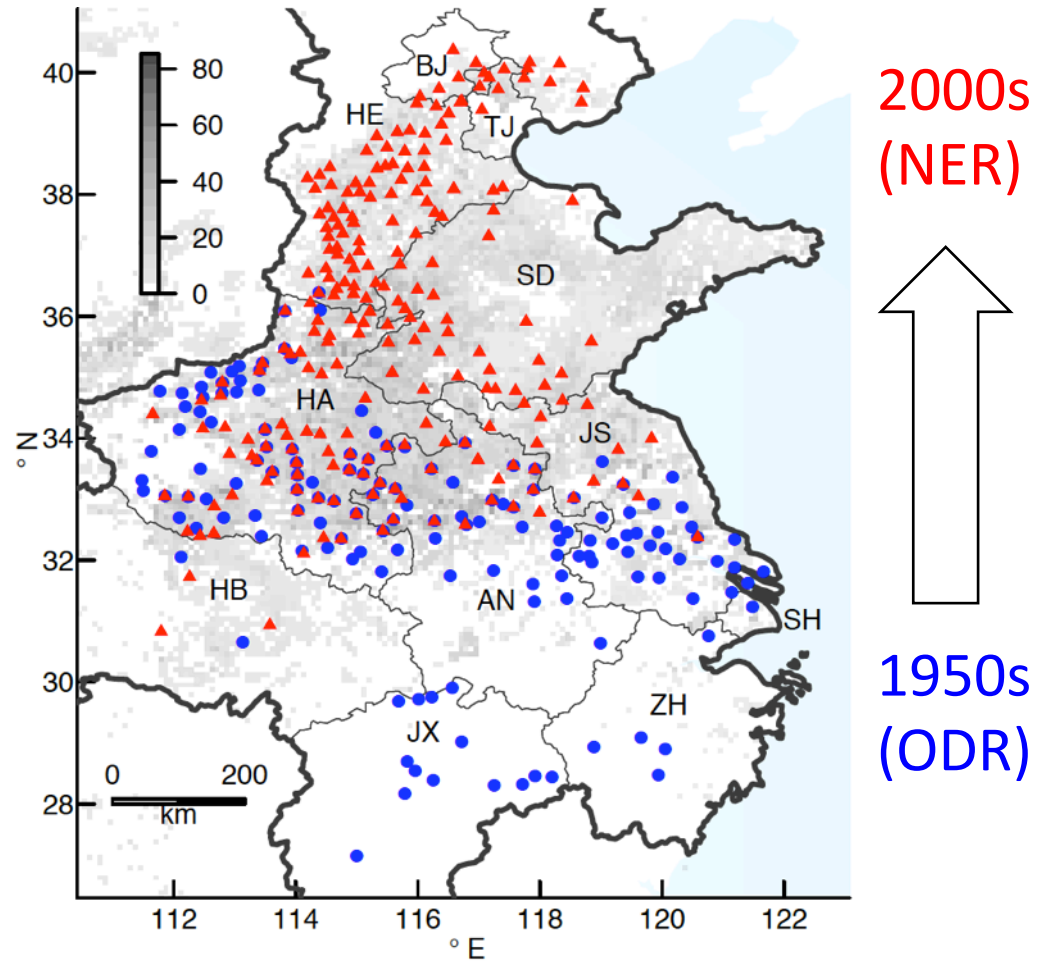 40
38
36
34
32
30
28
° N
80
60
40
20
0
BJ
HE
TJ
SD
HA
JS
HB
AN
SH
ZH
JX
0 200
km
112 114 116 118 120 122
° E
2000s
(NER)
1950s
(ODR)